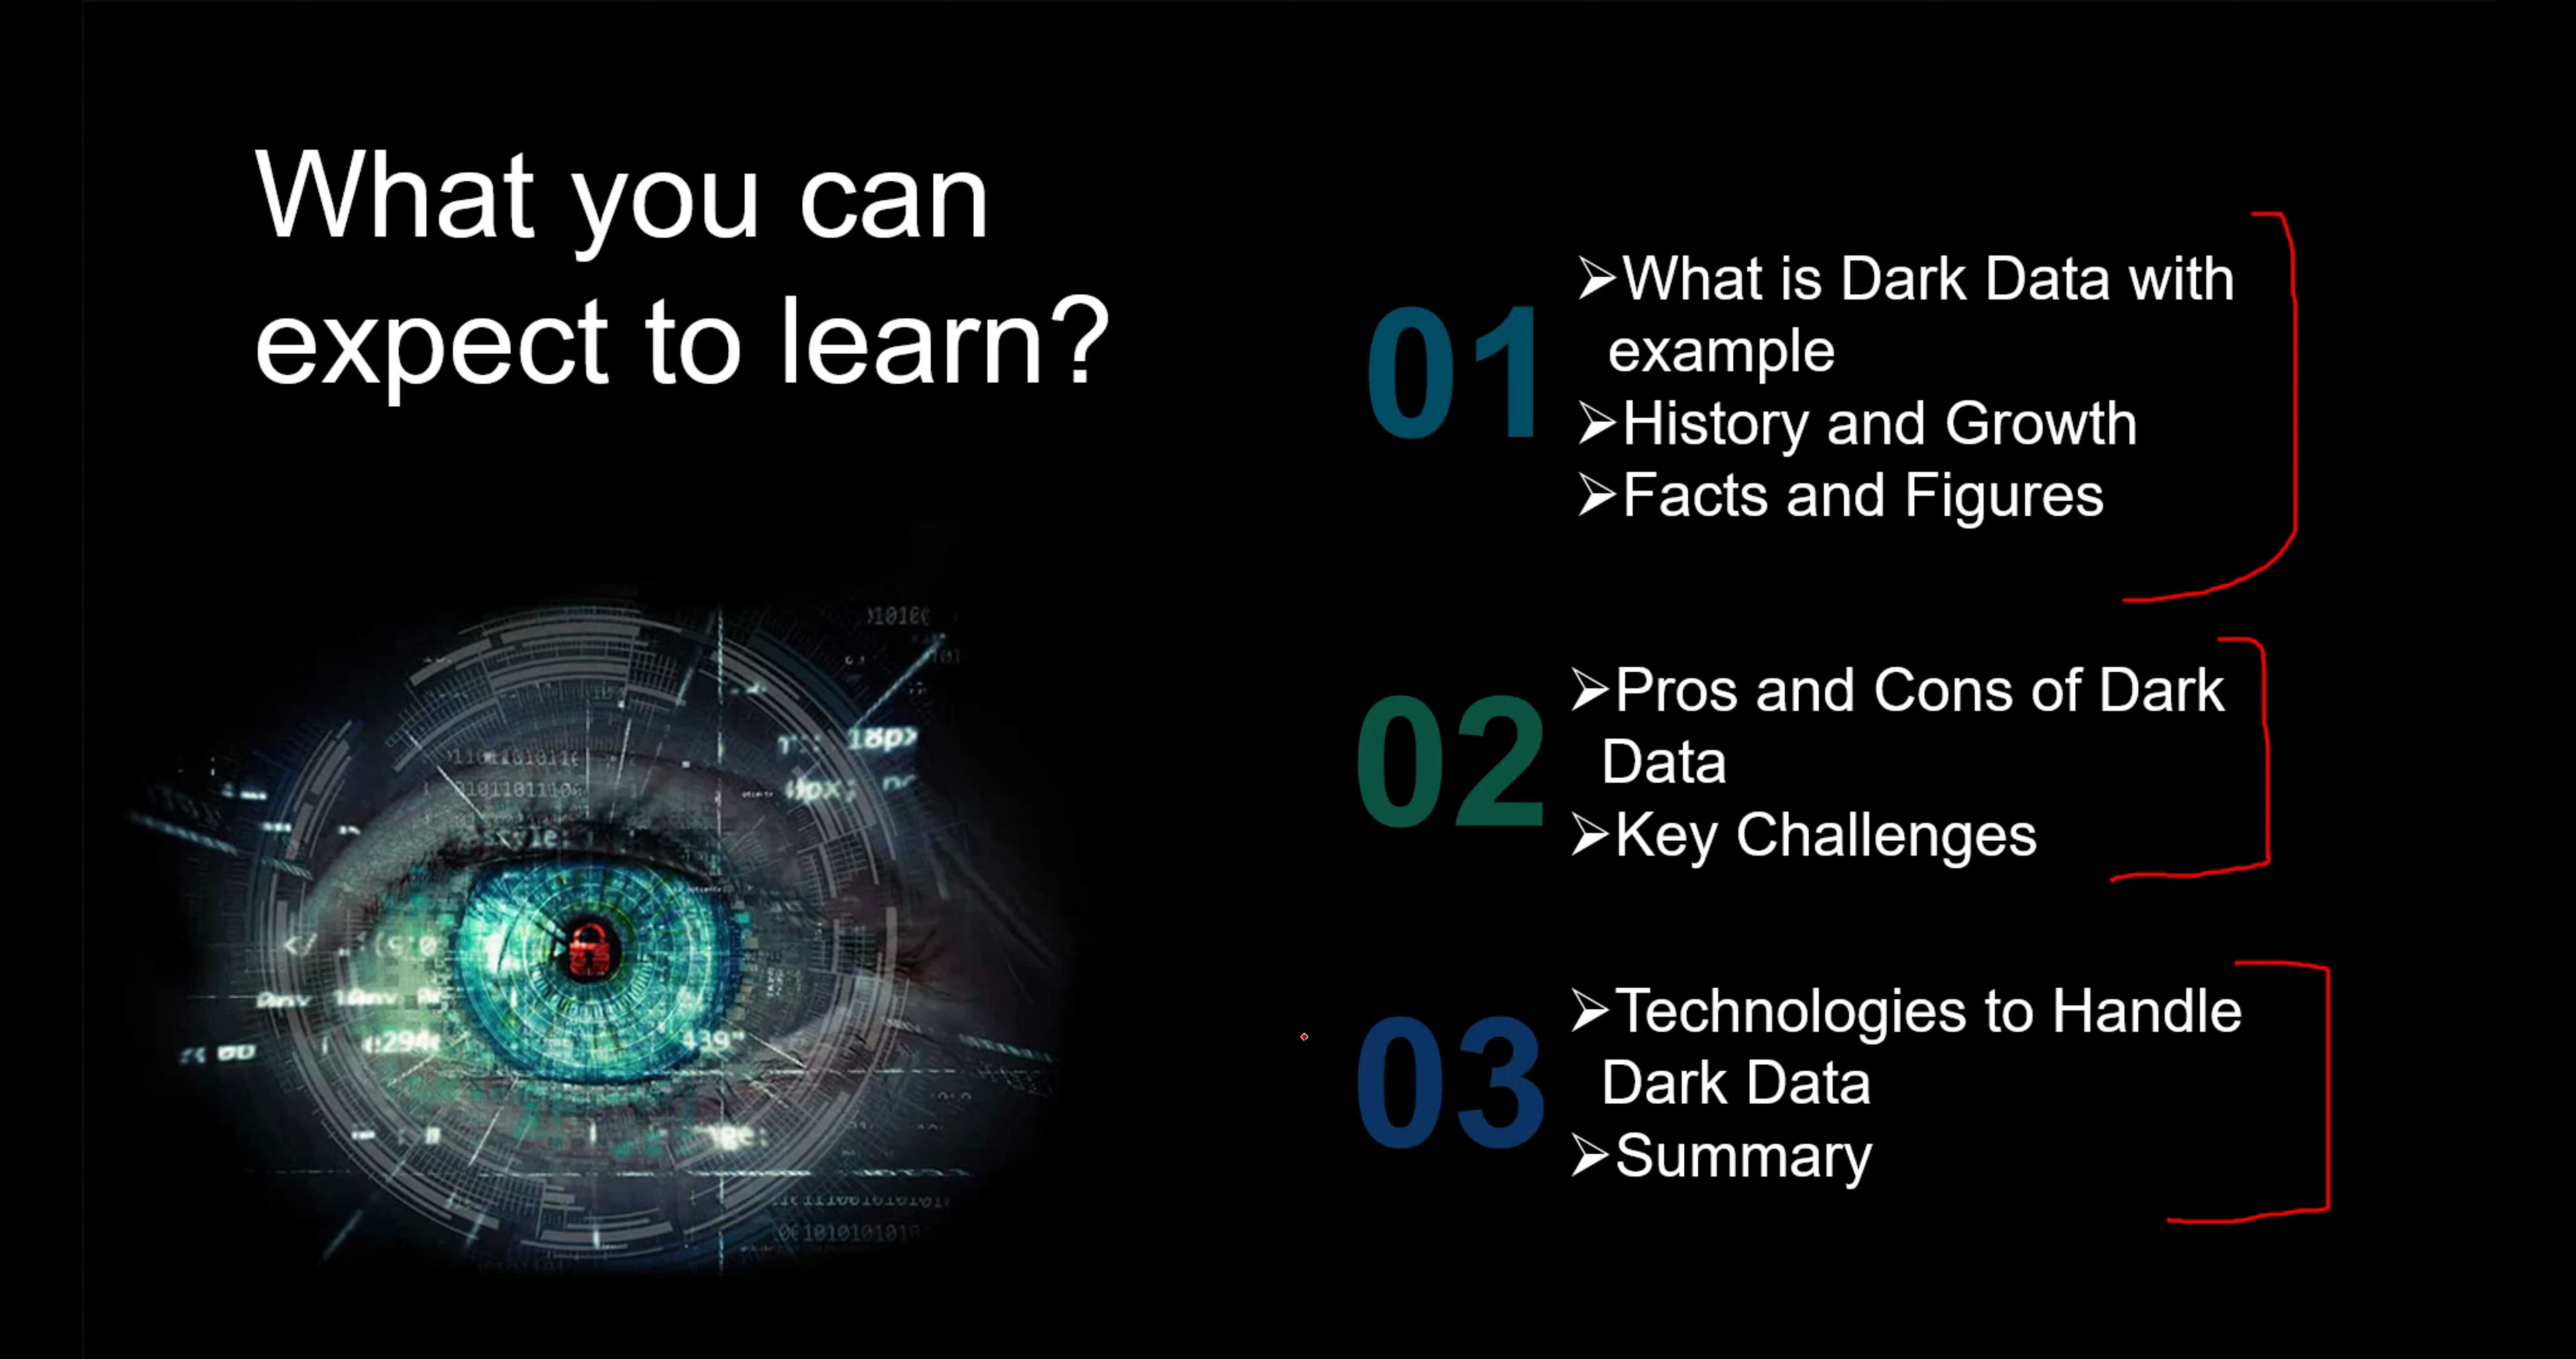 What you can
expect to learn?
01
➢What is Dark Data with
example
➢History and Growth
➢Facts and Figures
02
➢Pros and Cons of Dark
Data
➢Key Challenges
03
➢Technologies to Handle
Dark Data
➢Summary